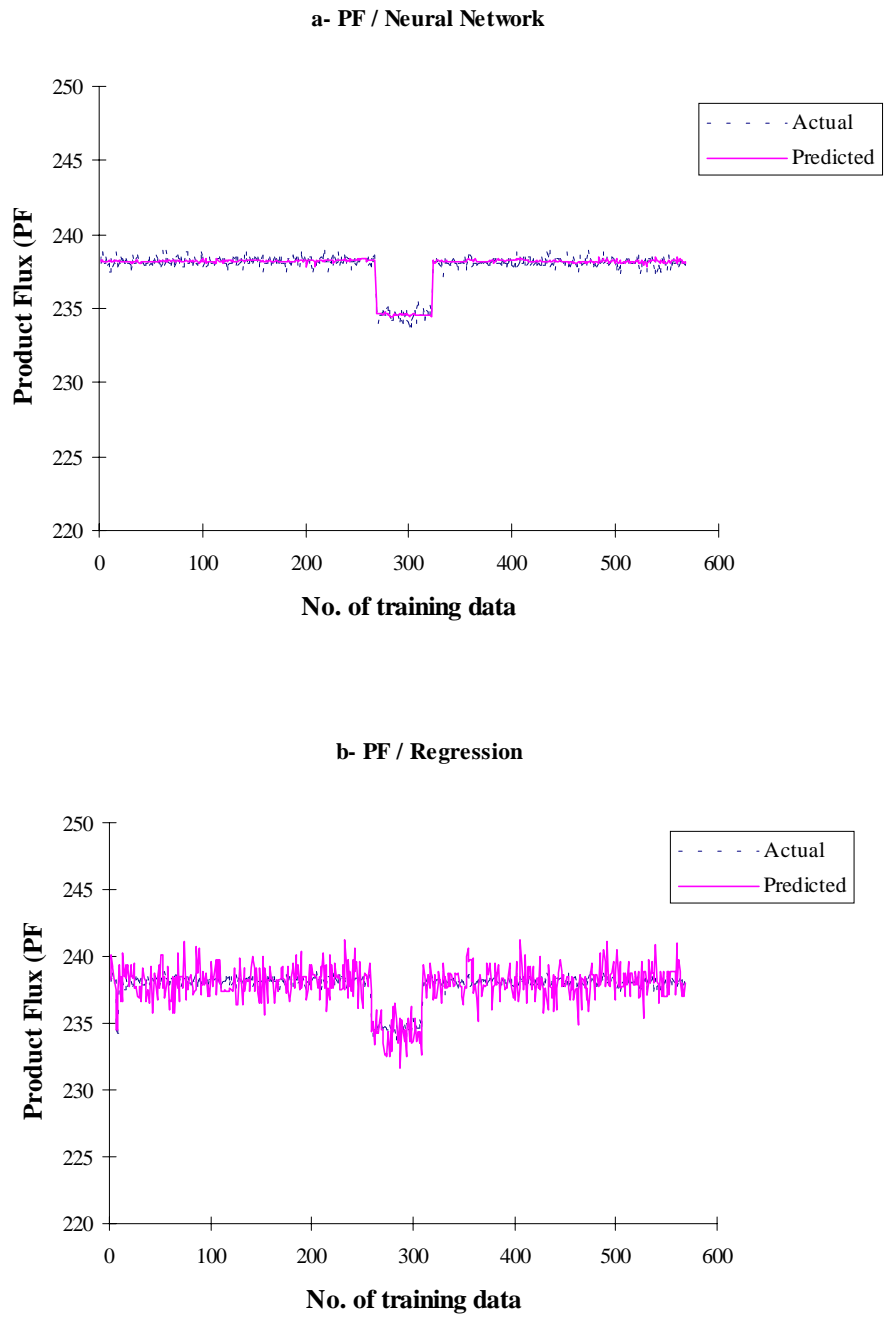 a- PF / Neural Network
250
245
240
235
230
225
220
Product Flux (PF
0 100 200 300 400 500 600
No. of training data
Actual
Predicted
b- PF / Regression
250
245
240
235
230
225
220
Product Flux (PF
0 100 200 300 400 500 600
No. of training data
Actual
Predicted